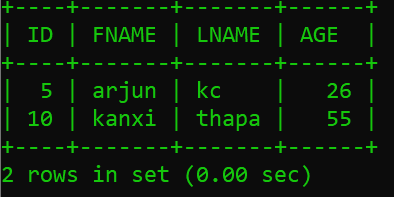 +----+-------+-------+------+
| ID | FNAME | LNAME | AGE  |
+----+-------+-------+------+
|  5 | arjun | kc    |   26 |
| 10 | kanxi | thapa |   55 |
+----+-------+-------+------+
2 rows in set (0.00 sec)